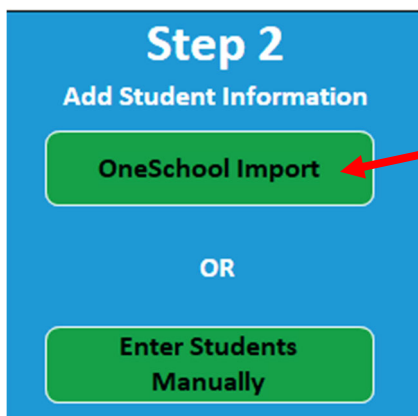 Step 2
Add Student Information
OneSchool Import
OR
Enter Students
Manually